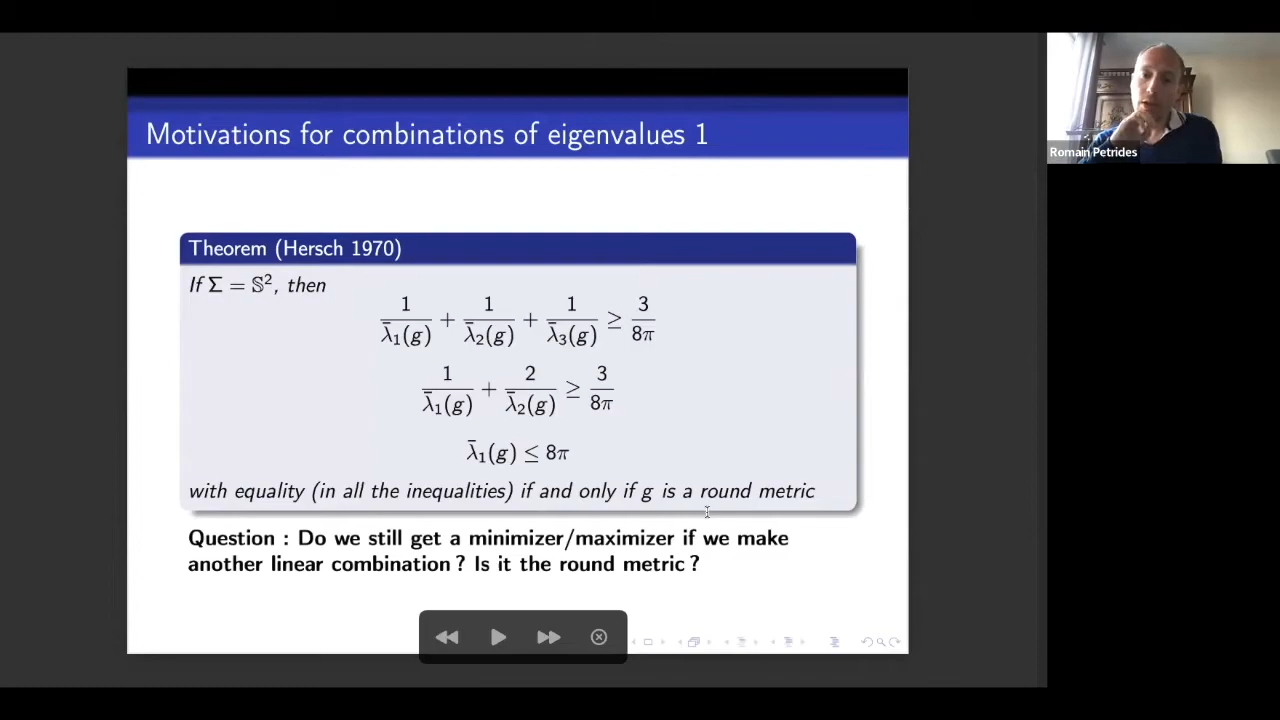 Motivations for combinations of eigenvalues 1
Theorem (Hersch 1970)
If Σ = 𝕊², then
1/λ̄₁(g) + 1/λ̄₂(g) + 1/λ̄₃(g) ≥ 3/8π
1/λ̄₁(g) + 2/λ̄₂(g) ≥ 3/8π
λ̄₁(g) ≤ 8π
with equality (in all the inequalities) if and only if g is a round metric
Question : Do we still get a minimizer/maximizer if we make
another linear combination ? Is it the round metric ?
Romain Petrides